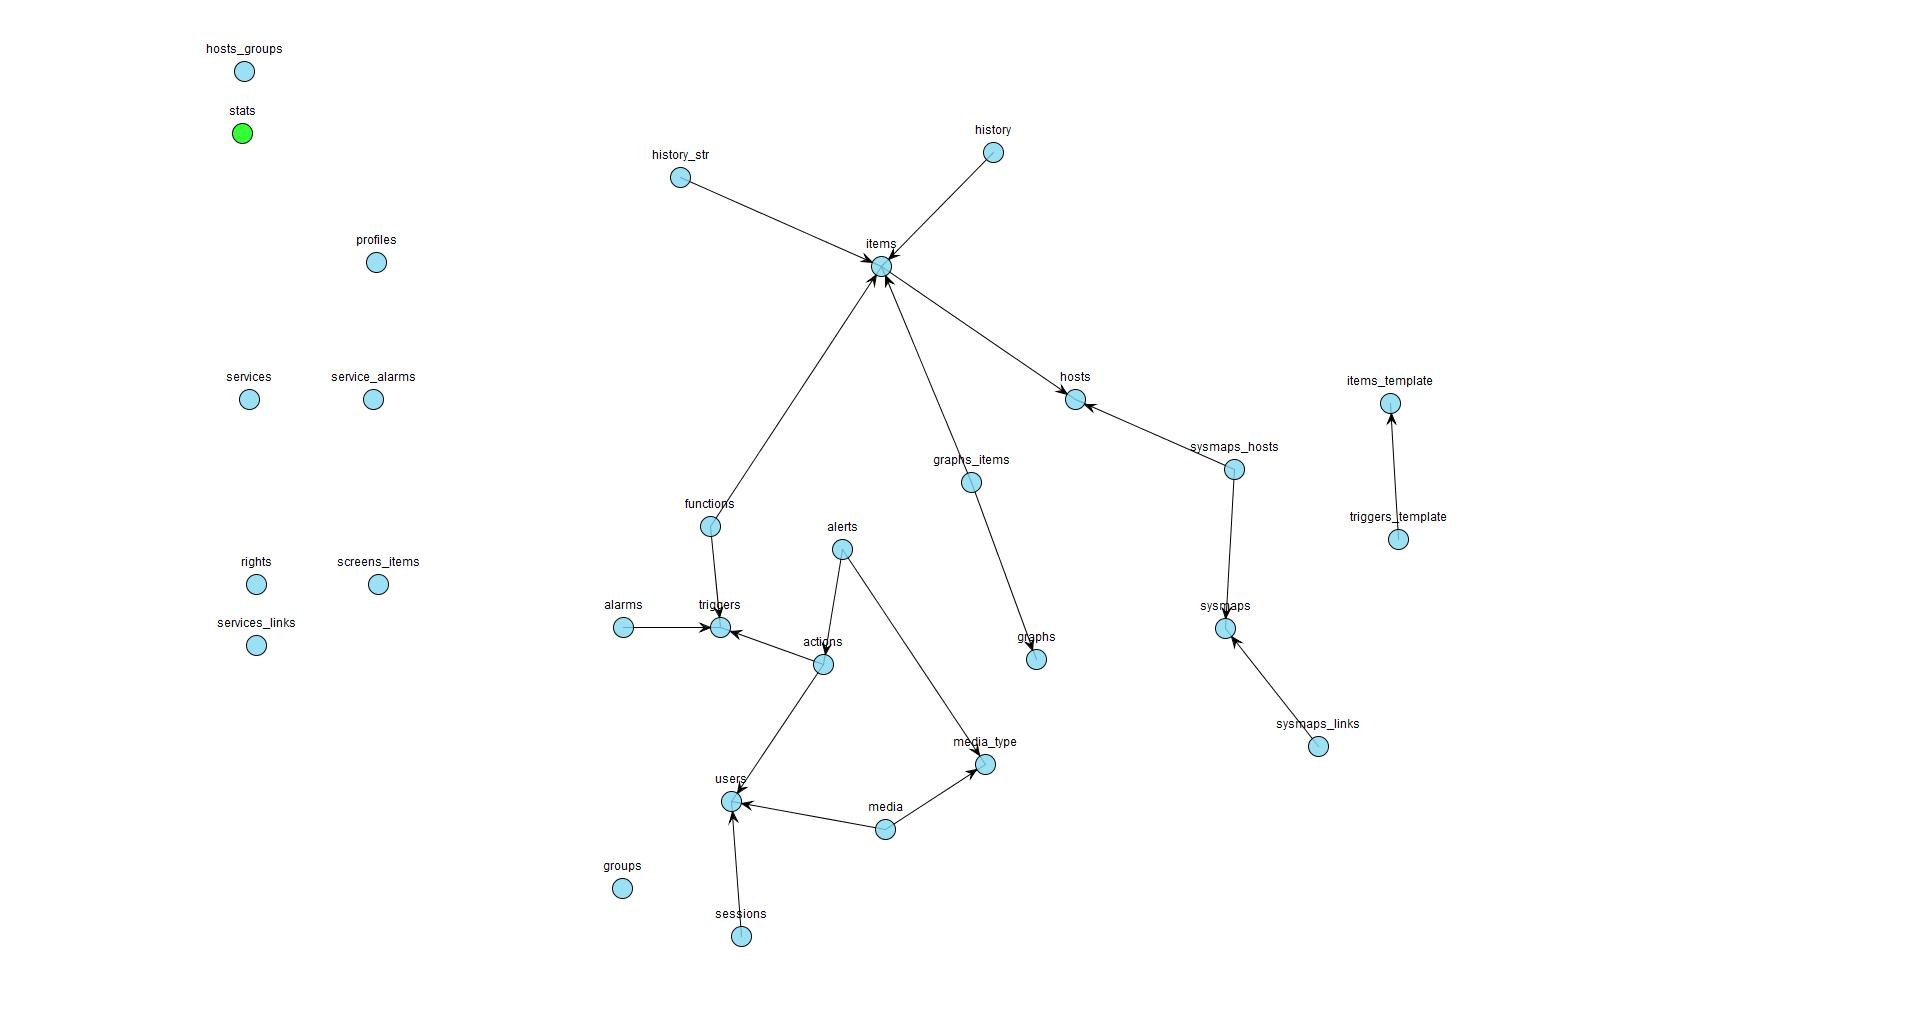 hosts_groups
stats
history
history_str
profiles
items
services
service_alarms
hosts
items_template
sysmaps_hosts
graphs_items
functions
triggers_template
alerts
rights
screens_items
alarms
triggers
sysmaps
services_links
actions
graphs
sysmaps_links
media_type
users
media
groups
sessions